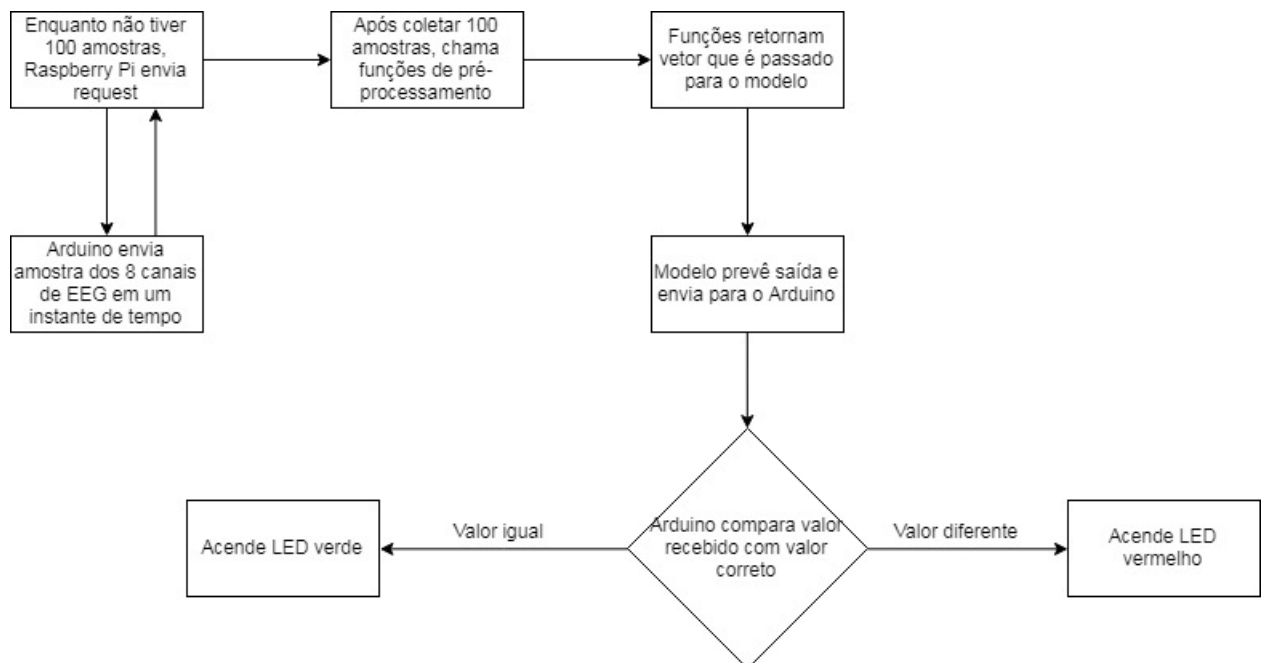 Enquanto não tiver
100 amostras,
Raspberry Pi envia
request
Após coletar 100
amostras, chama
funções de pré-
processamento
Funções retornam
vetor que é passado
para o modelo
Arduino envia
amostra dos 8 canais
de EEG em um
instante de tempo
Modelo prevê saída e
envia para o Arduino
Acende LED verde
Valor igual
Arduino compara valor
recebido com valor
correto
Valor diferente
Acende LED
vermelho